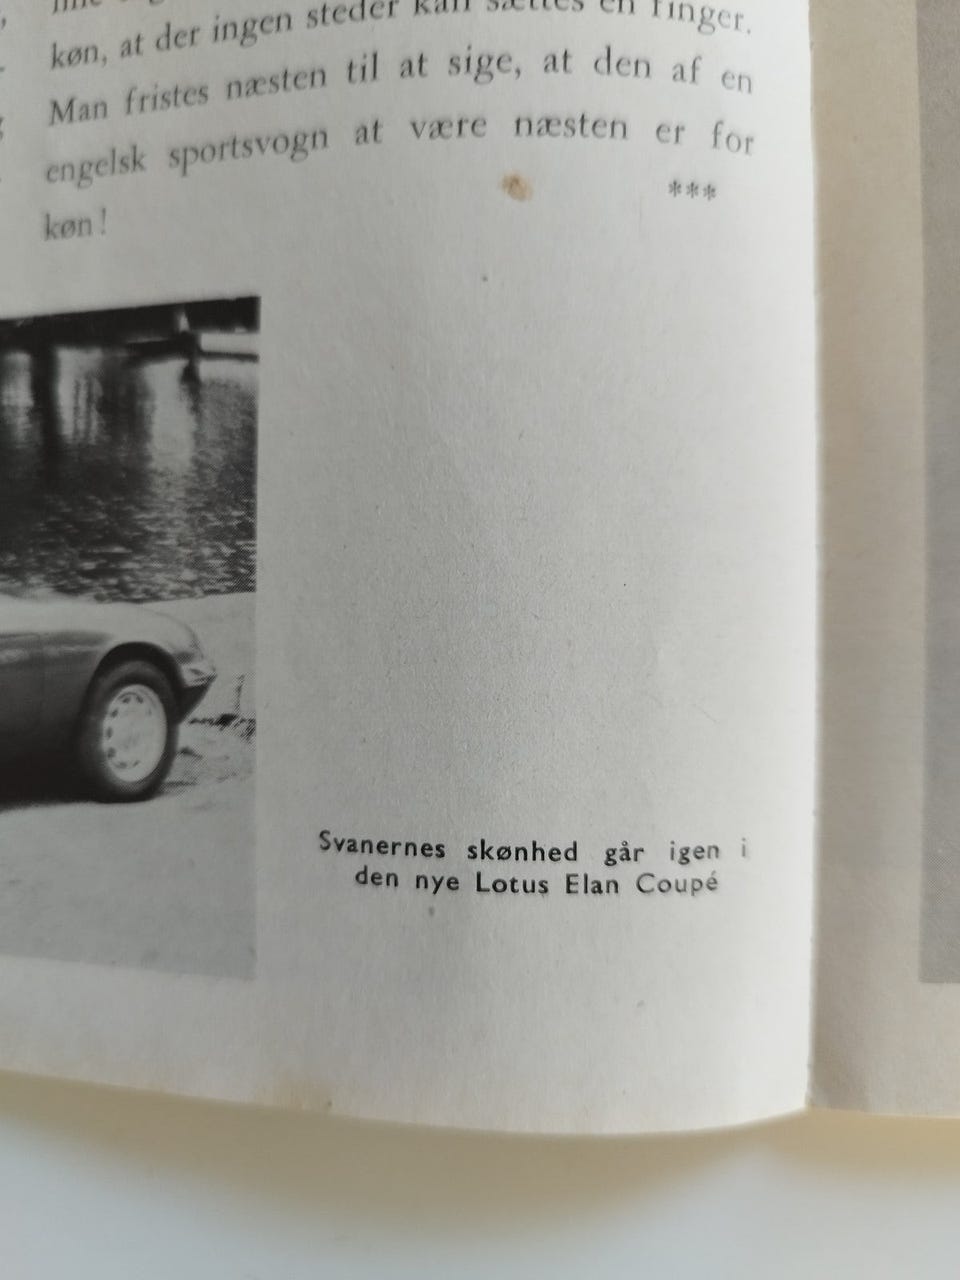 køn, at der ingen steder kan sættes en finger.
Man fristes næsten til at sige, at den af en
engelsk sportsvogn at være næsten er for
***
køn!
Svanernes skønhed går igen i
den nye Lotus Elan Coupé